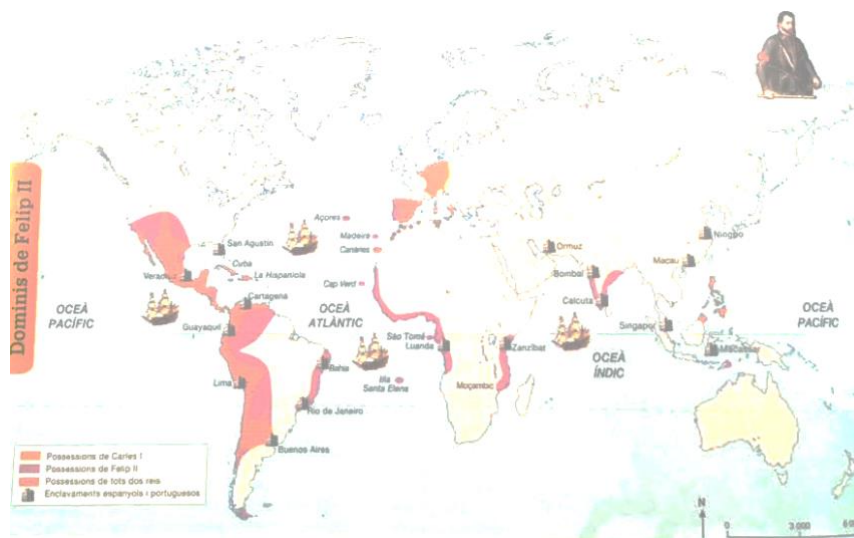 Dominis de Felip II
Açores
San Agustín
Madeira
Canàries
Ormuz
Ningpo
Cuba
Macau
Veracruz
La Hispaniola
Bombai
Cap Verd
Cartagena
OCEÀ
PACÍFIC
OCEÀ
ATLÀNTIC
Calcuta
OCEÀ
PACÍFIC
Guayaquil
São Tomé
Luanda
Singapur
Zanzíbat
OCEÀ
ÍNDIC
Bahia
Lima
Illa
Santa Elena
Moçambic
Rio de Janeiro
Buenos Aires
Possessions de Carles I
Possessions de Felip II
Possessions de tots dos reis
Enclavaments espanyols i portuguesos
N
0
3.000